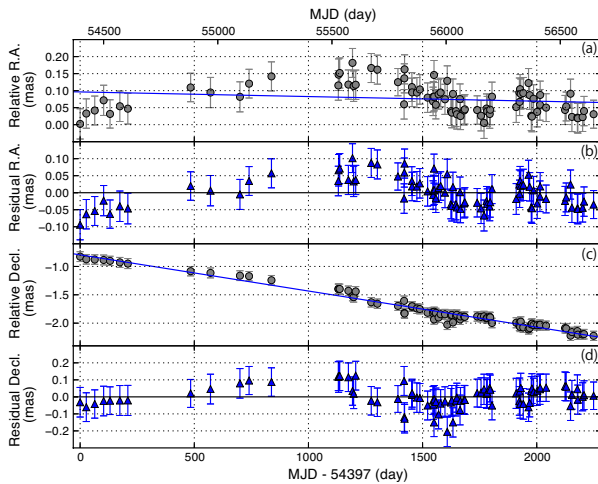 MJD (day)
54500 55000 55500 56000 56500
(a)
Relative R.A.
(mas)
0.20
0.15
0.10
0.05
0.00
(b)
Residual R.A.
(mas)
0.10
0.05
0.00
−0.05
−0.10
(c)
Relative Decl.
(mas)
−1.0
−1.5
−2.0
(d)
Residual Decl.
(mas)
0.2
0.1
0.0
−0.1
−0.2
0 500 1000 1500 2000
MJD - 54397 (day)